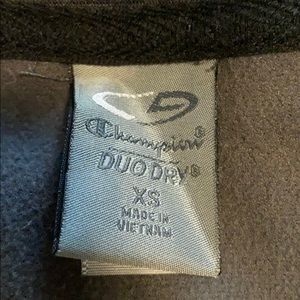 Champion®
DUO DRY®
XS
MADE IN
VIETNAM